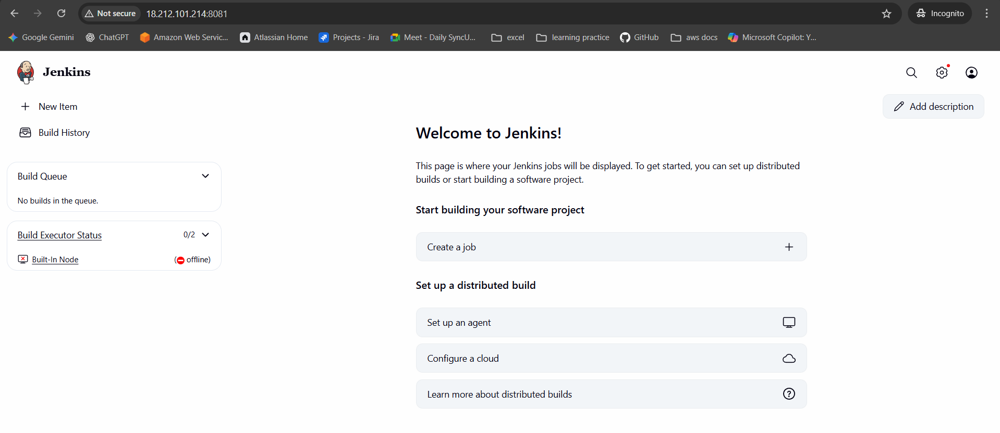 Not secure 18.212.101.214:8081 Incognito
Google Gemini ChatGPT Amazon Web Servic... Atlassian Home Projects - Jira Meet - Daily SyncU... excel learning practice GitHub aws docs Microsoft Copilot: Y...
Jenkins
New Item
Add description
Build History
Welcome to Jenkins!
This page is where your Jenkins jobs will be displayed. To get started, you can set up distributed
builds or start building a software project.
Build Queue
No builds in the queue.
Build Executor Status 0/2
Built-In Node (offline)
Start building your software project
Create a job
Set up a distributed build
Set up an agent
Configure a cloud
Learn more about distributed builds